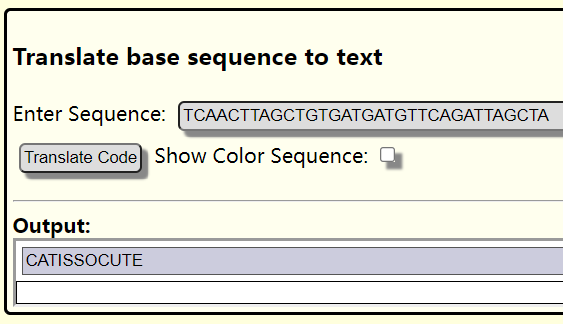 Translate base sequence to text
Enter Sequence: TCAACTTAGCTGTGATGATGTTCAGATTAGCTA
Translate Code Show Color Sequence:
Output:
CATISSOCUTE